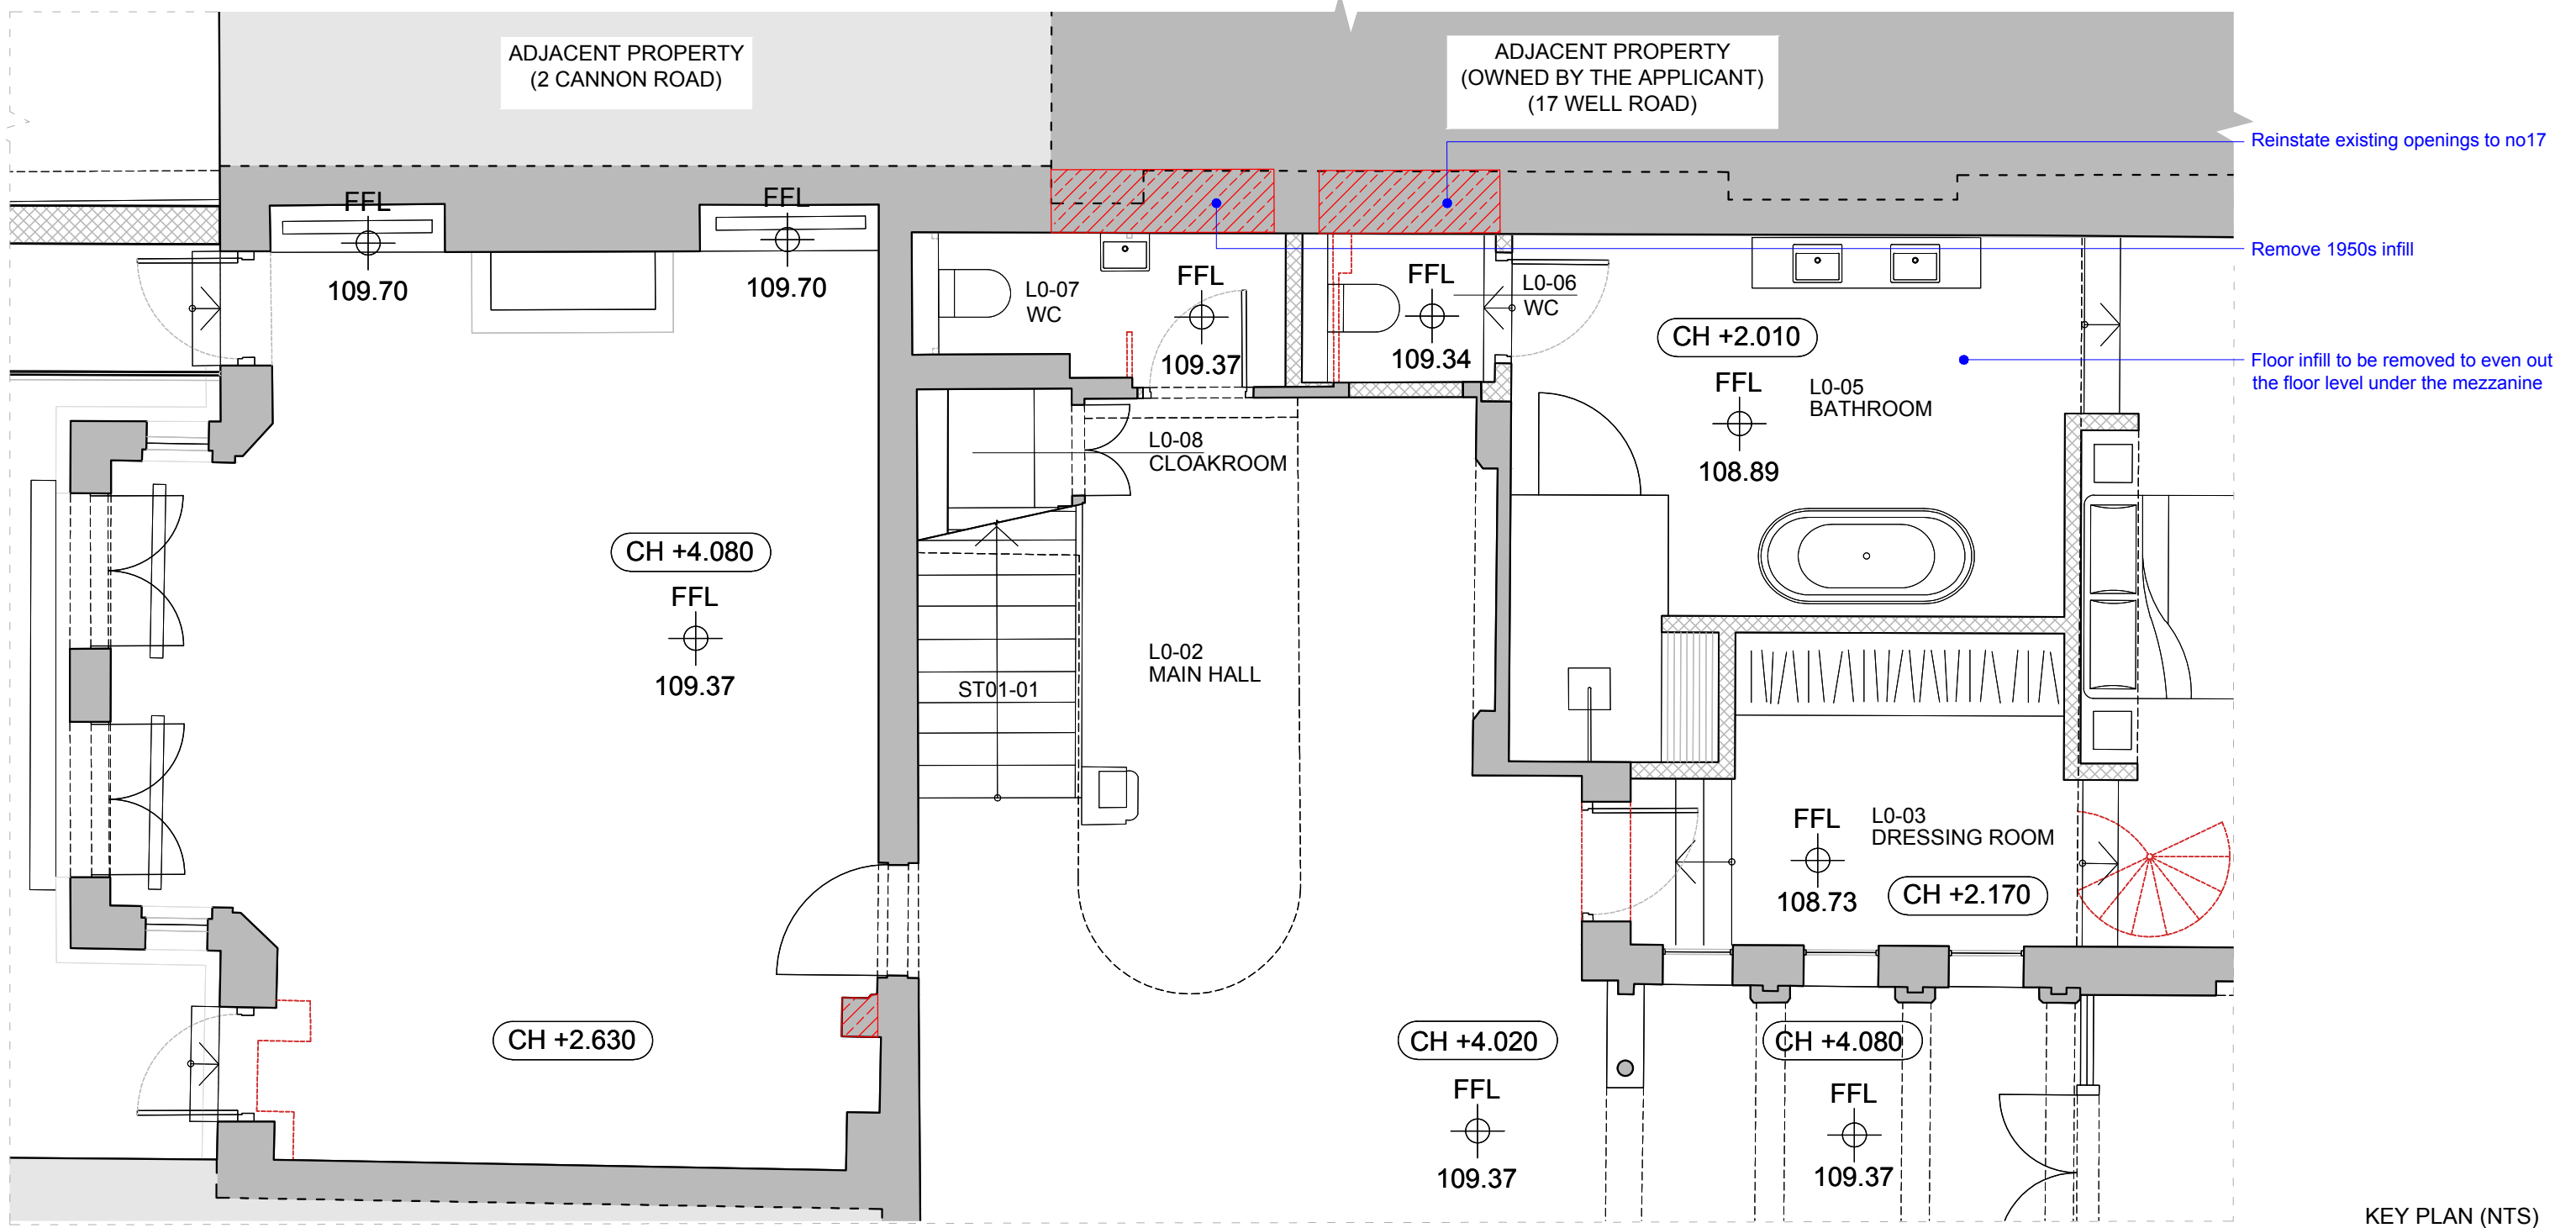 ADJACENT PROPERTY
(2 CANNON ROAD)
ADJACENT PROPERTY
(OWNED BY THE APPLICANT)
(17 WELL ROAD)
Reinstate existing openings to no17
Remove 1950s infill
Floor infill to be removed to even out
the floor level under the mezzanine
FFL
109.70
FFL
109.70
L0-07
WC
FFL
109.37
FFL
109.34
L0-06
WC
CH +2.010
FFL
108.89
L0-05
BATHROOM
L0-08
CLOAKROOM
CH +4.080
FFL
109.37
ST01-01
L0-02
MAIN HALL
FFL
108.73
L0-03
DRESSING ROOM
CH +2.170
CH +2.630
CH +4.020
FFL
109.37
CH +4.080
FFL
109.37
KEY PLAN (NTS)